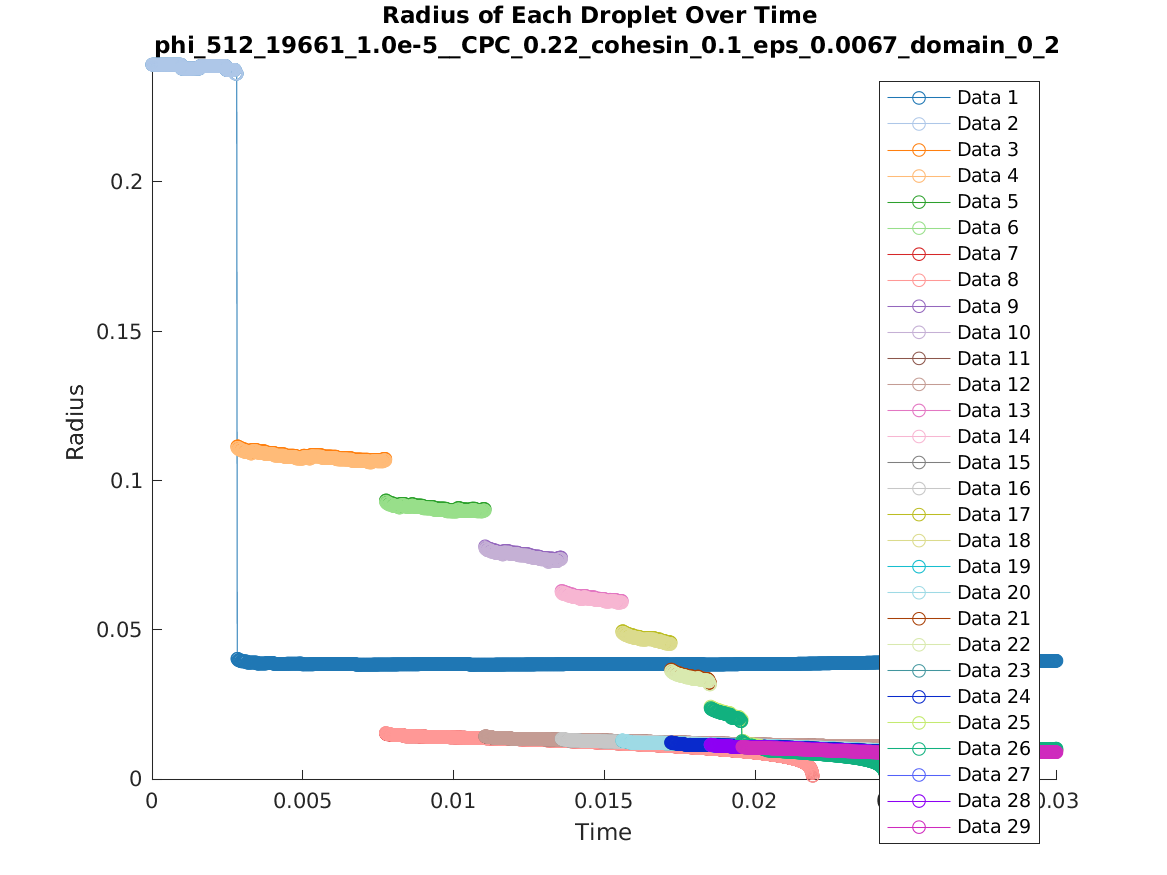 Radius of Each Droplet Over Time
phi_512_19661_1.0e-5__CPC_0.22_cohesin_0.1_eps_0.0067_domain_0_2
Radius
0.2
0.15
0.1
0.05
0
0
0.005
0.01
0.015
0.02
0.03
Time
Data 1
Data 2
Data 3
Data 4
Data 5
Data 6
Data 7
Data 8
Data 9
Data 10
Data 11
Data 12
Data 13
Data 14
Data 15
Data 16
Data 17
Data 18
Data 19
Data 20
Data 21
Data 22
Data 23
Data 24
Data 25
Data 26
Data 27
Data 28
Data 29